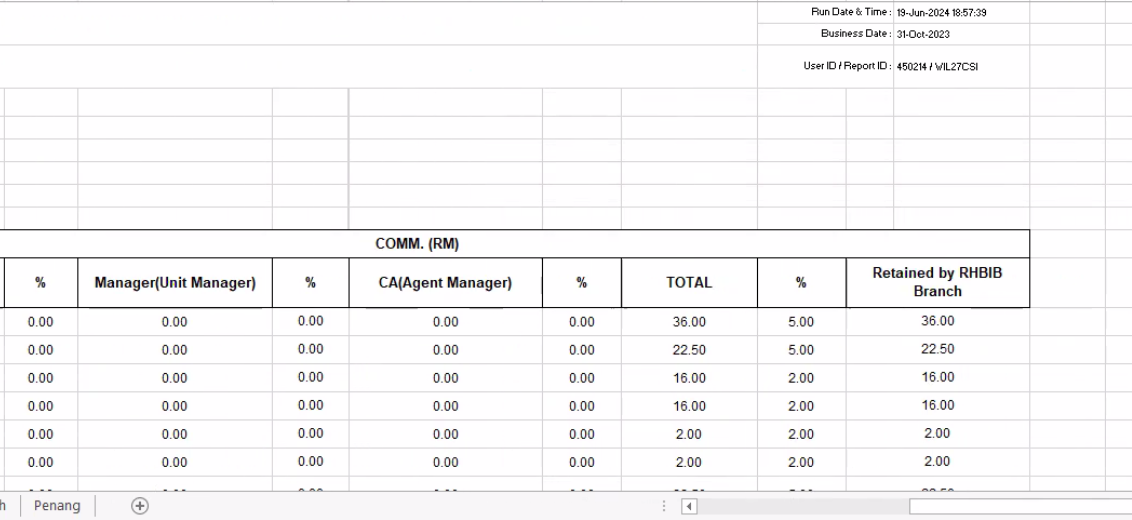 Run Date & Time : 19-Jun-2024 18:57:39
Business Date : 31-Oct-2023
User ID / Report ID : 450214 / WIL27CSI
COMM. (RM)
% Manager(Unit Manager) % CA(Agent Manager) % TOTAL % Retained by RHBIB
Branch
0.00 0.00 0.00 0.00 0.00 36.00 5.00 36.00
0.00 0.00 0.00 0.00 0.00 22.50 5.00 22.50
0.00 0.00 0.00 0.00 0.00 16.00 2.00 16.00
0.00 0.00 0.00 0.00 0.00 16.00 2.00 16.00
0.00 0.00 0.00 0.00 0.00 2.00 2.00 2.00
0.00 0.00 0.00 0.00 0.00 2.00 2.00 2.00
h Penang